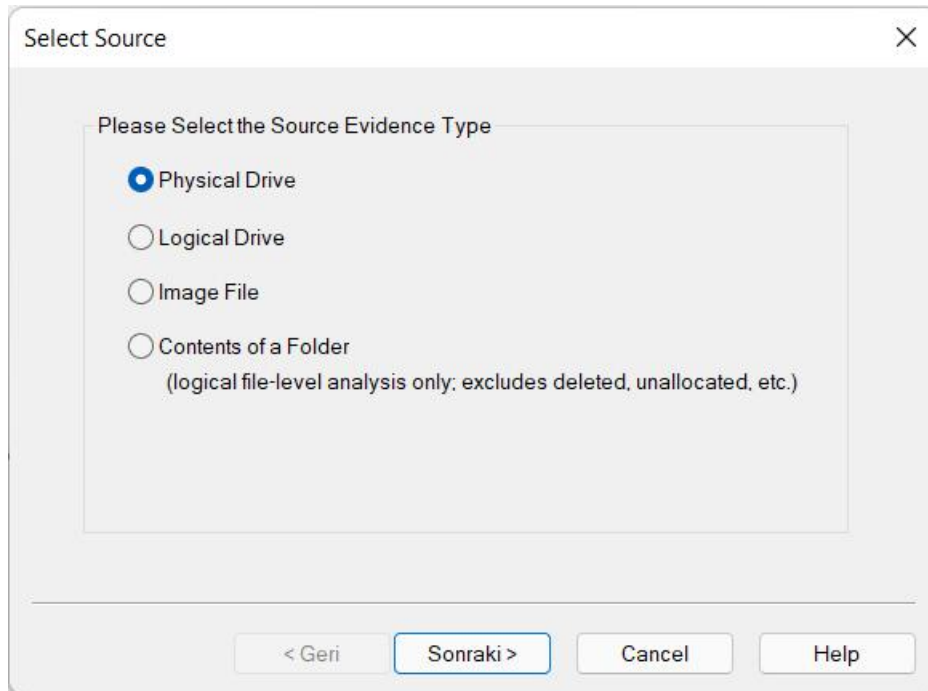 Select Source
Please Select the Source Evidence Type
Physical Drive
Logical Drive
Image File
Contents of a Folder
(logical file-level analysis only; excludes deleted, unallocated, etc.)
< Geri
Sonraki >
Cancel
Help